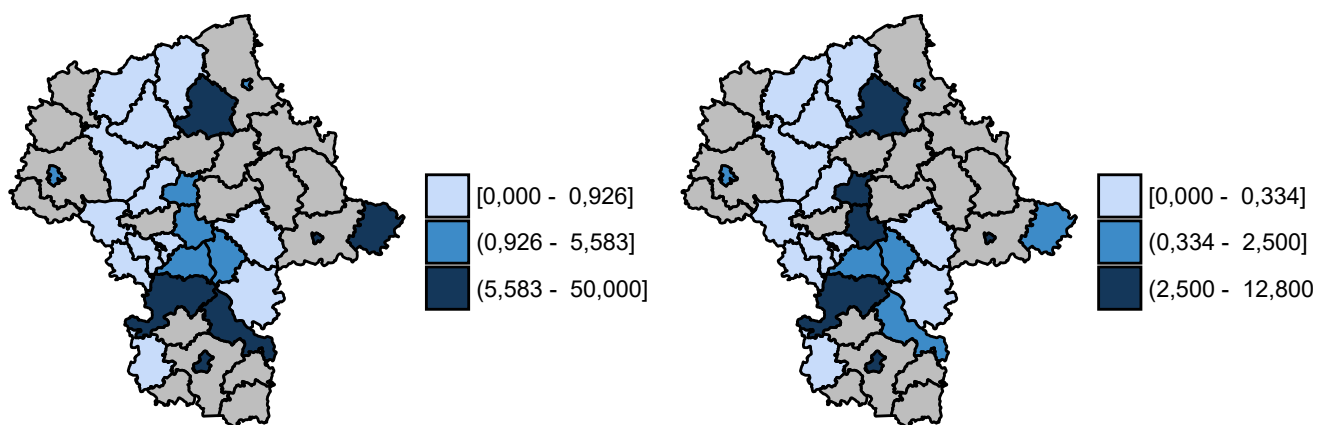 [0,000 - 0,926]
(0,926 - 5,583]
(5,583 - 50,000]
[0,000 - 0,334]
(0,334 - 2,500]
(2,500 - 12,800